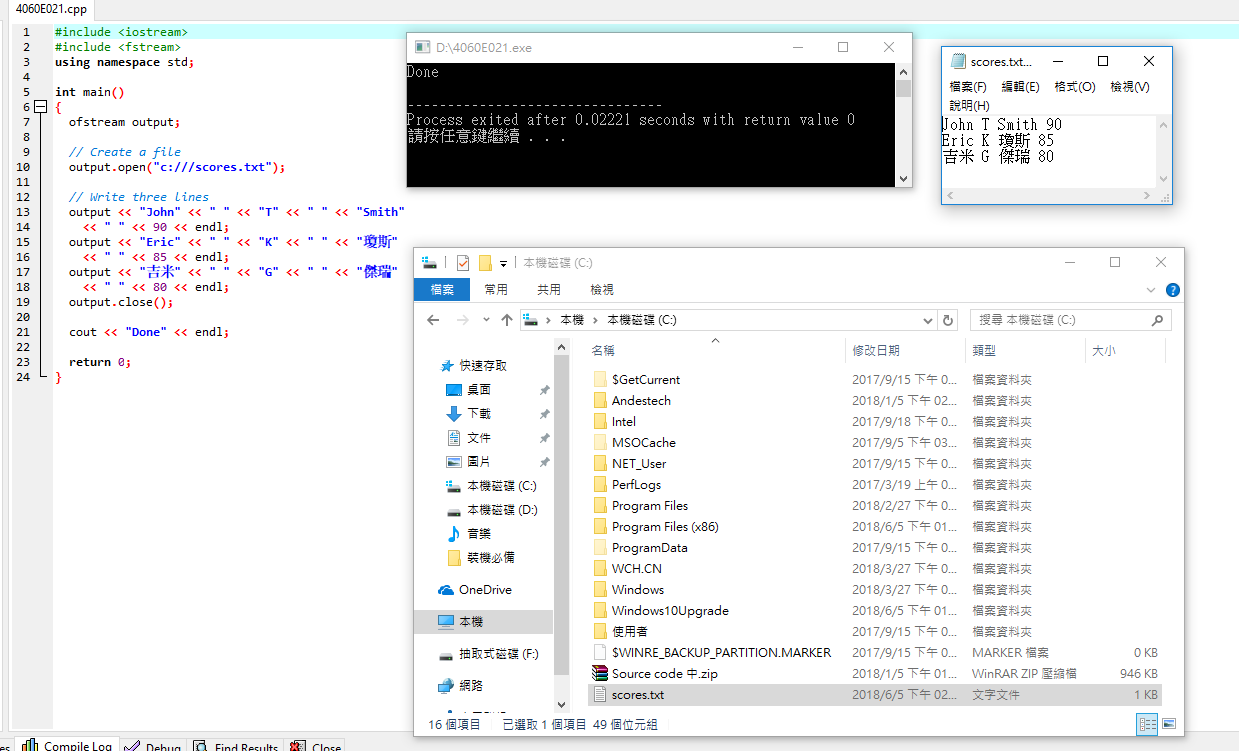 4060E021.cpp
1 #include <iostream>
2 #include <fstream>
3 using namespace std;
4
5 int main()
6 {
7 ofstream output;
8
9 // Create a file
10 output.open("c:///scores.txt");
11
12 // Write three lines
13 output << "John" << " " << "T" << " " << "Smith"
14 << " " << 90 << endl;
15 output << "Eric" << " " << "K" << " " << "瓊斯"
16 << " " << 85 << endl;
17 output << "吉米" << " " << "G" << " " << "傑瑞"
18 << " " << 80 << endl;
19 output.close();
20
21 cout << "Done" << endl;
22
23 return 0;
24 }
D:\4060E021.exe
Done
--------------------------------
Process exited after 0.02221 seconds with return value 0
請按任意鍵繼續 . . .
scores.txt...
檔案(F) 編輯(E) 格式(O) 檢視(V)
說明(H)
John T Smith 90
Eric K 瓊斯 85
吉米 G 傑瑞 80
本機磁碟 (C:)
檔案 常用 共用 檢視
本機 本機磁碟 (C:)
搜尋 本機磁碟 (C:)
快速存取
桌面
下載
文件
圖片
本機磁碟 (C:)
本機磁碟 (D:)
音樂
裝機必備
OneDrive
本機
抽取式磁碟 (F:)
網路
名稱 修改日期 類型 大小
$GetCurrent 2017/9/15 下午 0... 檔案資料夾
Andestech 2018/1/5 下午 02... 檔案資料夾
Intel 2017/9/18 下午 0... 檔案資料夾
MSOCache 2017/9/5 下午 03... 檔案資料夾
NET_User 2017/9/15 下午 0... 檔案資料夾
PerfLogs 2017/3/19 上午 0... 檔案資料夾
Program Files 2018/2/27 下午 0... 檔案資料夾
Program Files (x86) 2018/6/5 下午 01... 檔案資料夾
ProgramData 2017/9/15 下午 0... 檔案資料夾
WCH.CN 2018/3/27 下午 0... 檔案資料夾
Windows 2018/3/27 下午 0... 檔案資料夾
Windows10Upgrade 2018/6/5 下午 01... 檔案資料夾
使用者 2017/9/15 下午 0... 檔案資料夾
$WINRE_BACKUP_PARTITION.MARKER 2017/9/15 下午 0... MARKER 檔案 0 KB
Source code 中.zip 2018/1/5 下午 01... WinRAR ZIP 壓縮檔 946 KB
scores.txt 2018/6/5 下午 02... 文字文件 1 KB
16 個項目 已選取 1 個項目 49 個位元組
Compile Log Debug Find Results Close